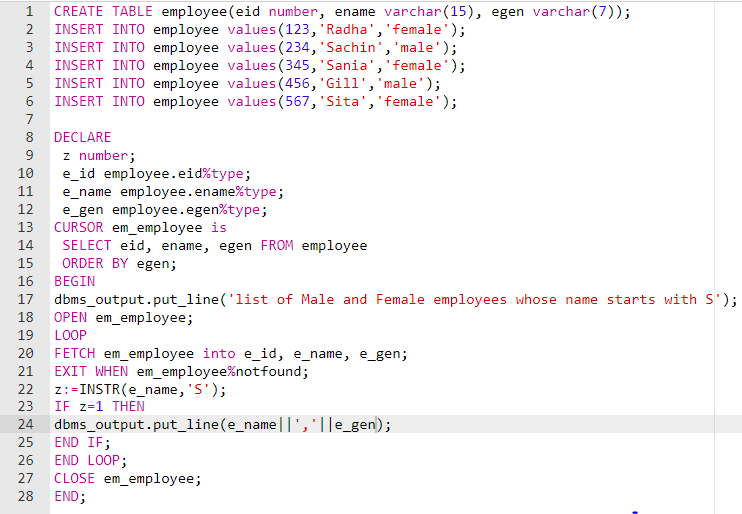 1 CREATE TABLE employee(eid number, ename varchar(15), egen varchar(7));
2 INSERT INTO employee values(123,'Radha','female');
3 INSERT INTO employee values(234,'Sachin','male');
4 INSERT INTO employee values(345,'Sania','female');
5 INSERT INTO employee values(456,'Gill','male');
6 INSERT INTO employee values(567,'Sita','female');
7
8 DECLARE
9  z number;
10  e_id employee.eid%type;
11  e_name employee.ename%type;
12  e_gen employee.egen%type;
13 CURSOR em_employee is
14  SELECT eid, ename, egen FROM employee
15  ORDER BY egen;
16 BEGIN
17 dbms_output.put_line('list of Male and Female employees whose name starts with S');
18 OPEN em_employee;
19 LOOP
20 FETCH em_employee into e_id, e_name, e_gen;
21 EXIT WHEN em_employee%notfound;
22 z:=INSTR(e_name,'S');
23 IF z=1 THEN
24 dbms_output.put_line(e_name||','||e_gen);
25 END IF;
26 END LOOP;
27 CLOSE em_employee;
28 END;